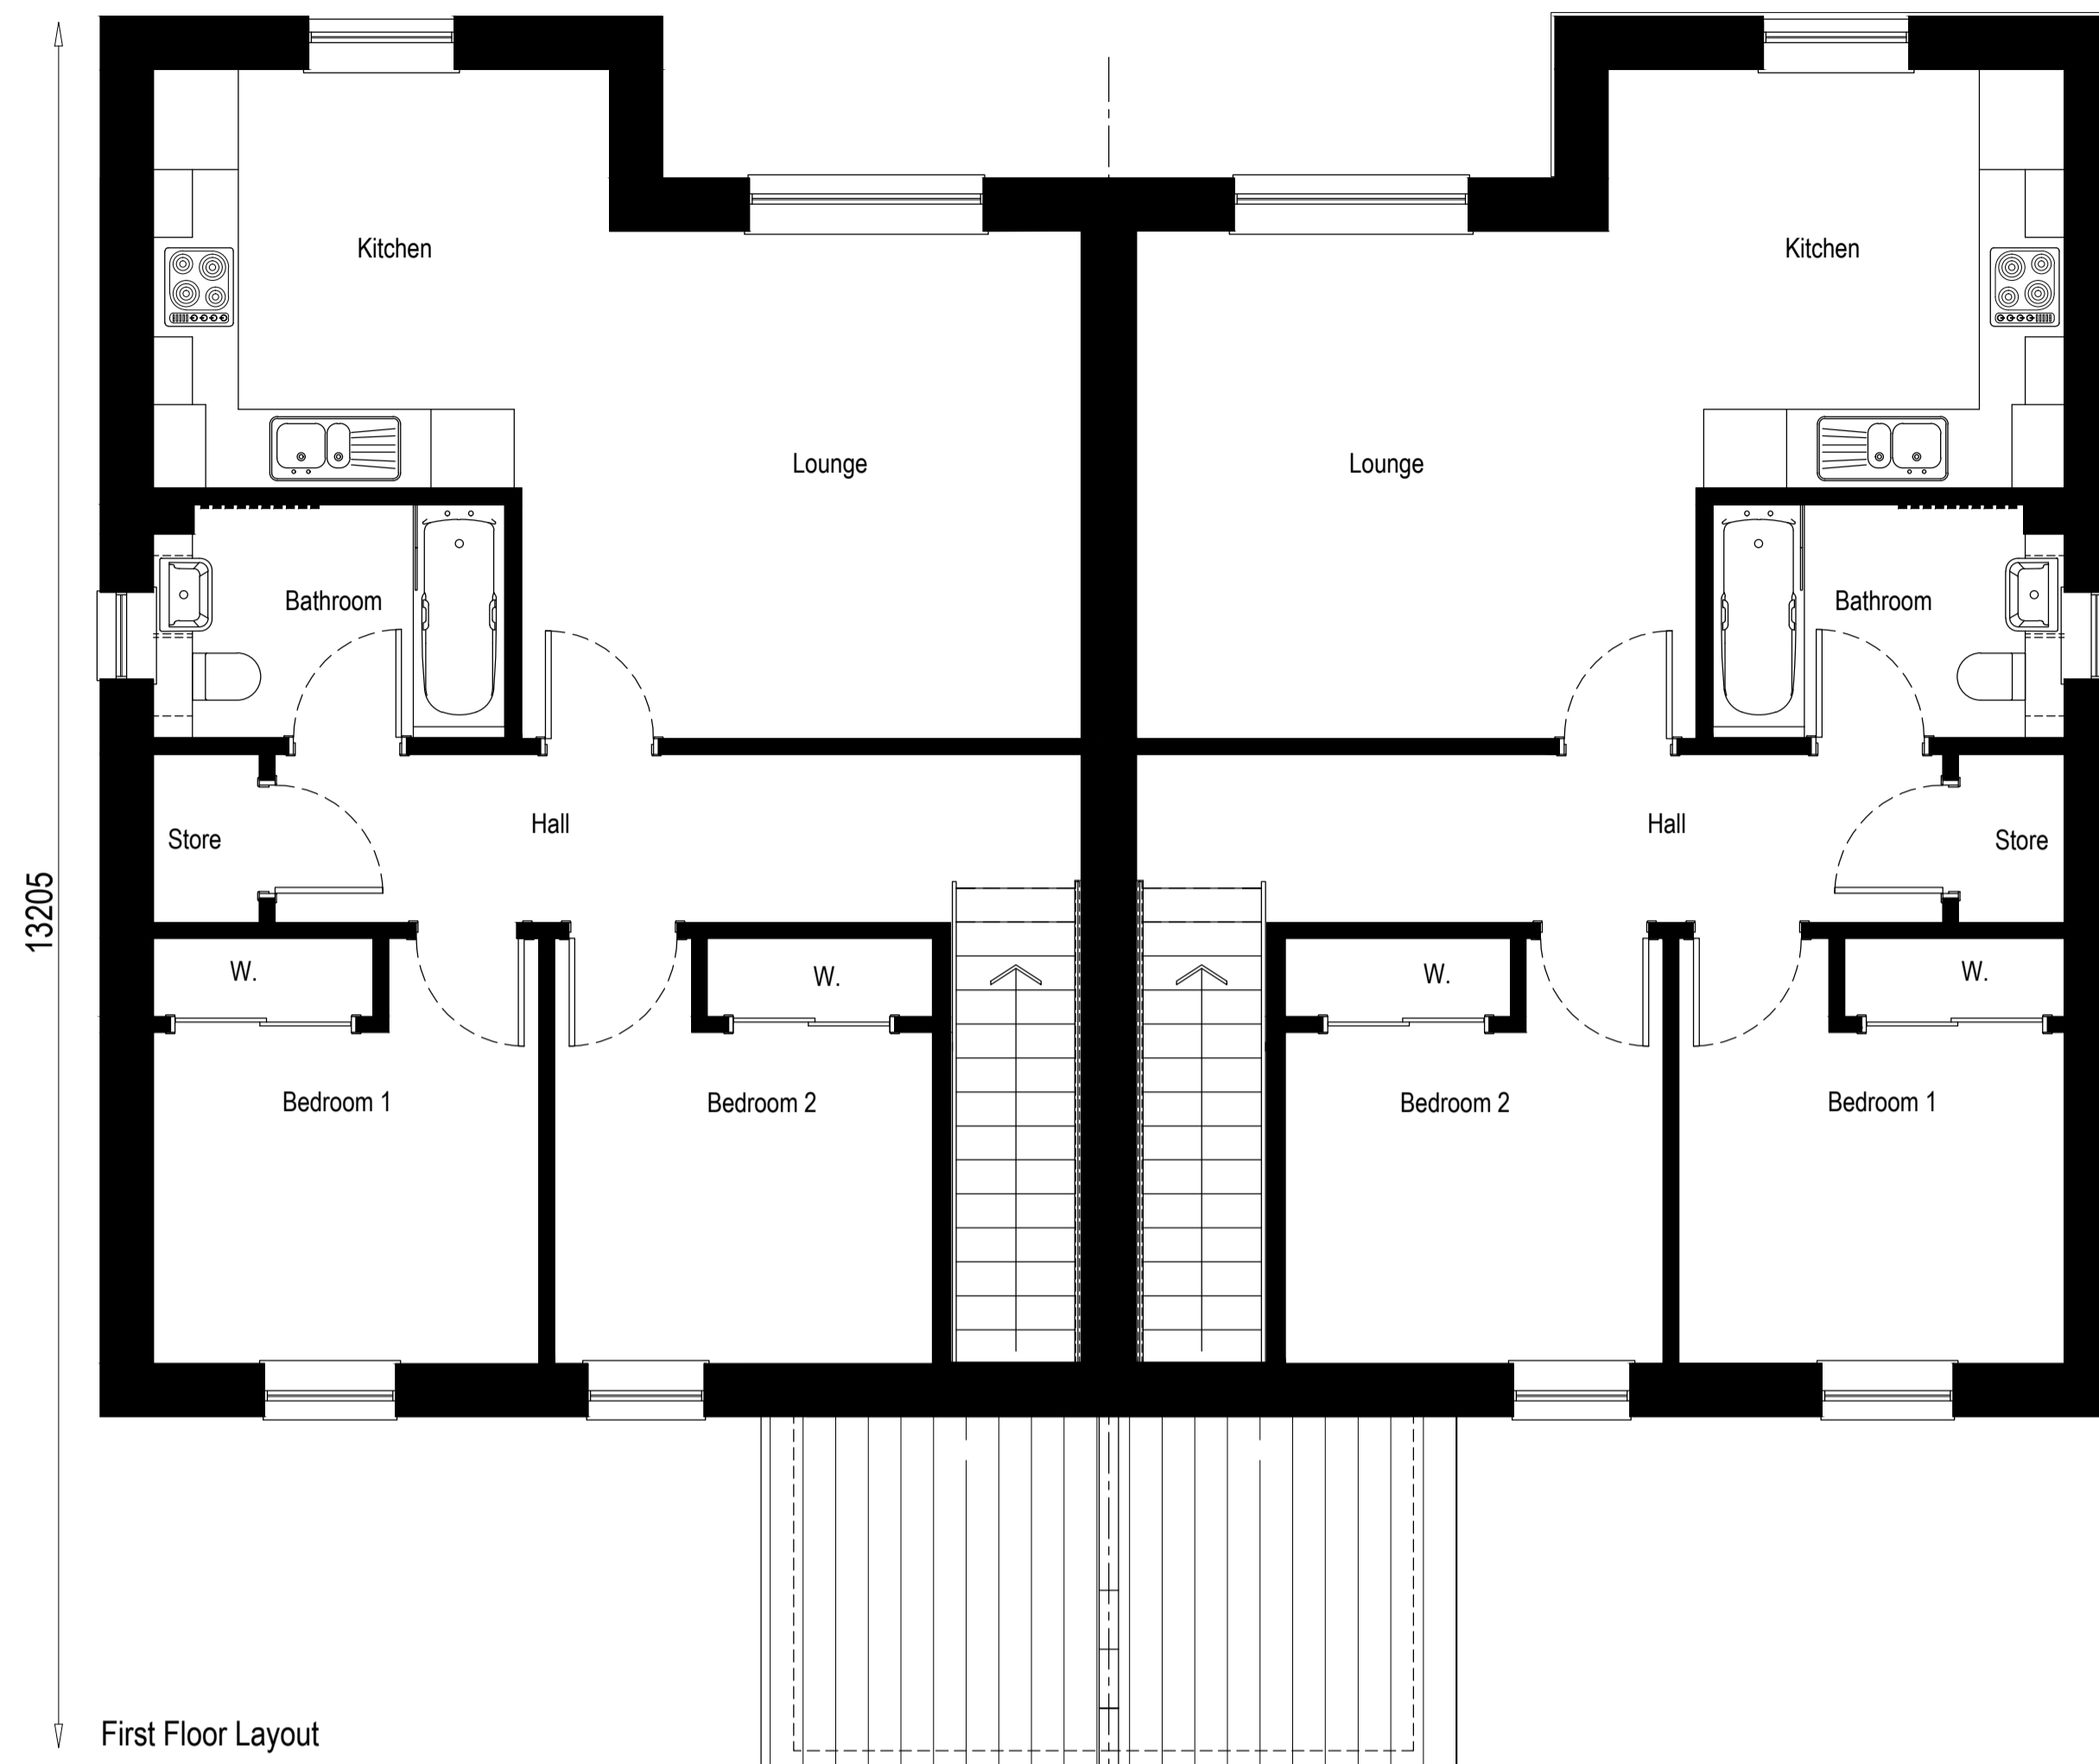 Kitchen
Kitchen
Lounge
Lounge
Bathroom
Bathroom
Hall
Hall
Store
Store
13205
W.
W.
W.
W.
Bedroom 1
Bedroom 2
Bedroom 2
Bedroom 1
First Floor Layout